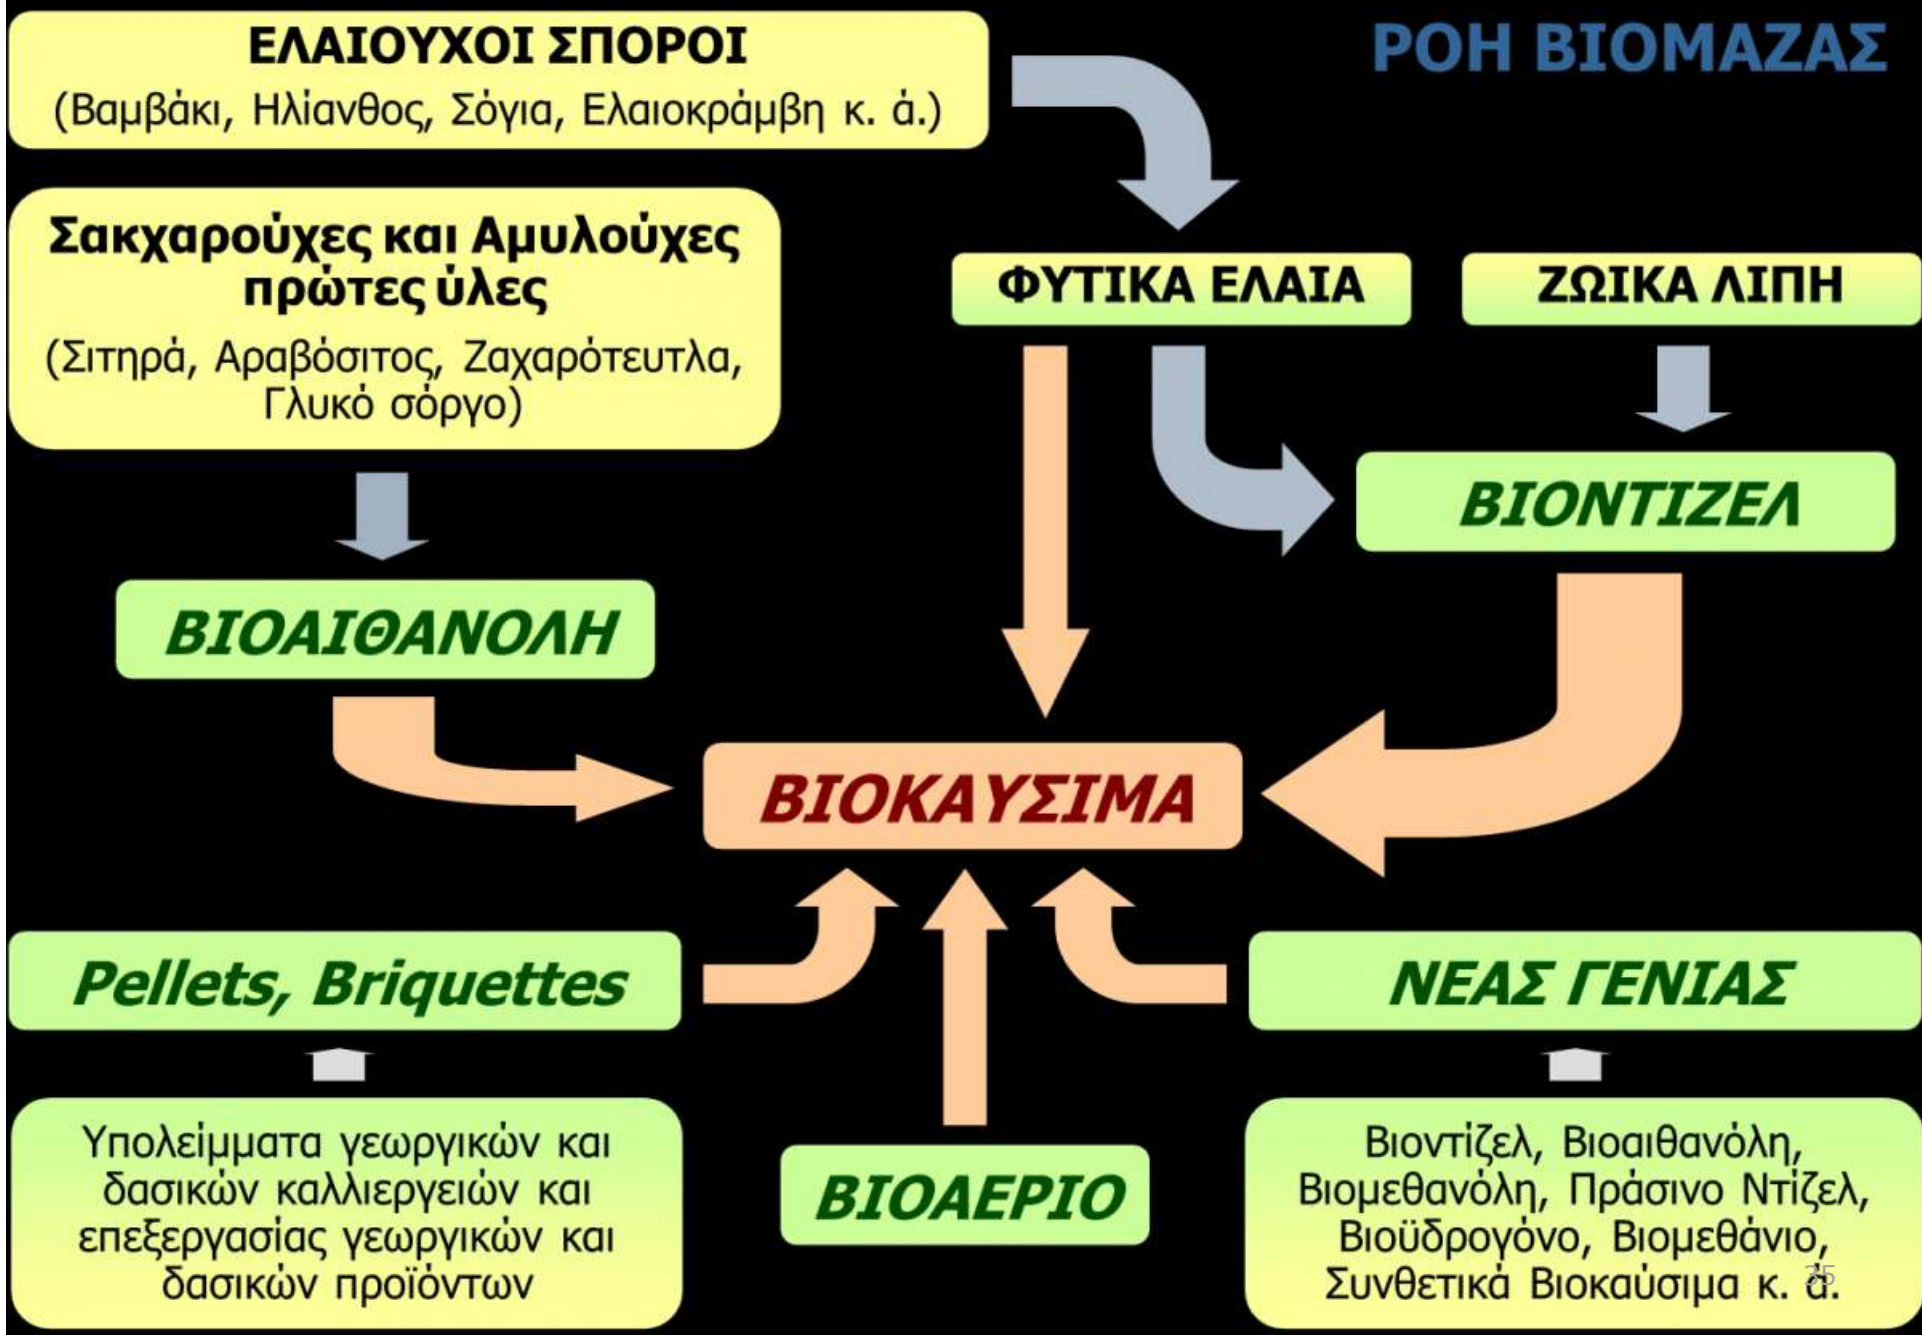 ΡΟΗ ΒΙΟΜΑΖΑΣ
ΕΛΑΙΟΥΧΟΙ ΣΠΟΡΟΙ
(Βαμβάκι, Ηλίανθος, Σόγια, Ελαιοκράμβη κ. ά.)
Σακχαρούχες και Αμυλούχες
πρώτες ύλες
(Σιτηρά, Αραβόσιτος, Ζαχαρότευτλα,
Γλυκό σόργο)
ΦΥΤΙΚΑ ΕΛΑΙΑ
ΖΩΙΚΑ ΛΙΠΗ
ΒΙΟΝΤΙΖΕΛ
ΒΙΟΑΙΘΑΝΟΛΗ
ΒΙΟΚΑΥΣΙΜΑ
Pellets, Briquettes
ΝΕΑΣ ΓΕΝΙΑΣ
Υπολείμματα γεωργικών και
δασικών καλλιεργειών και
επεξεργασίας γεωργικών και
δασικών προϊόντων
ΒΙΟΑΕΡΙΟ
Βιοντίζελ, Βιοαιθανόλη,
Βιομεθανόλη, Πράσινο Ντίζελ,
Βιοϋδρογόνο, Βιομεθάνιο,
Συνθετικά Βιοκαύσιμα κ. ά.
35